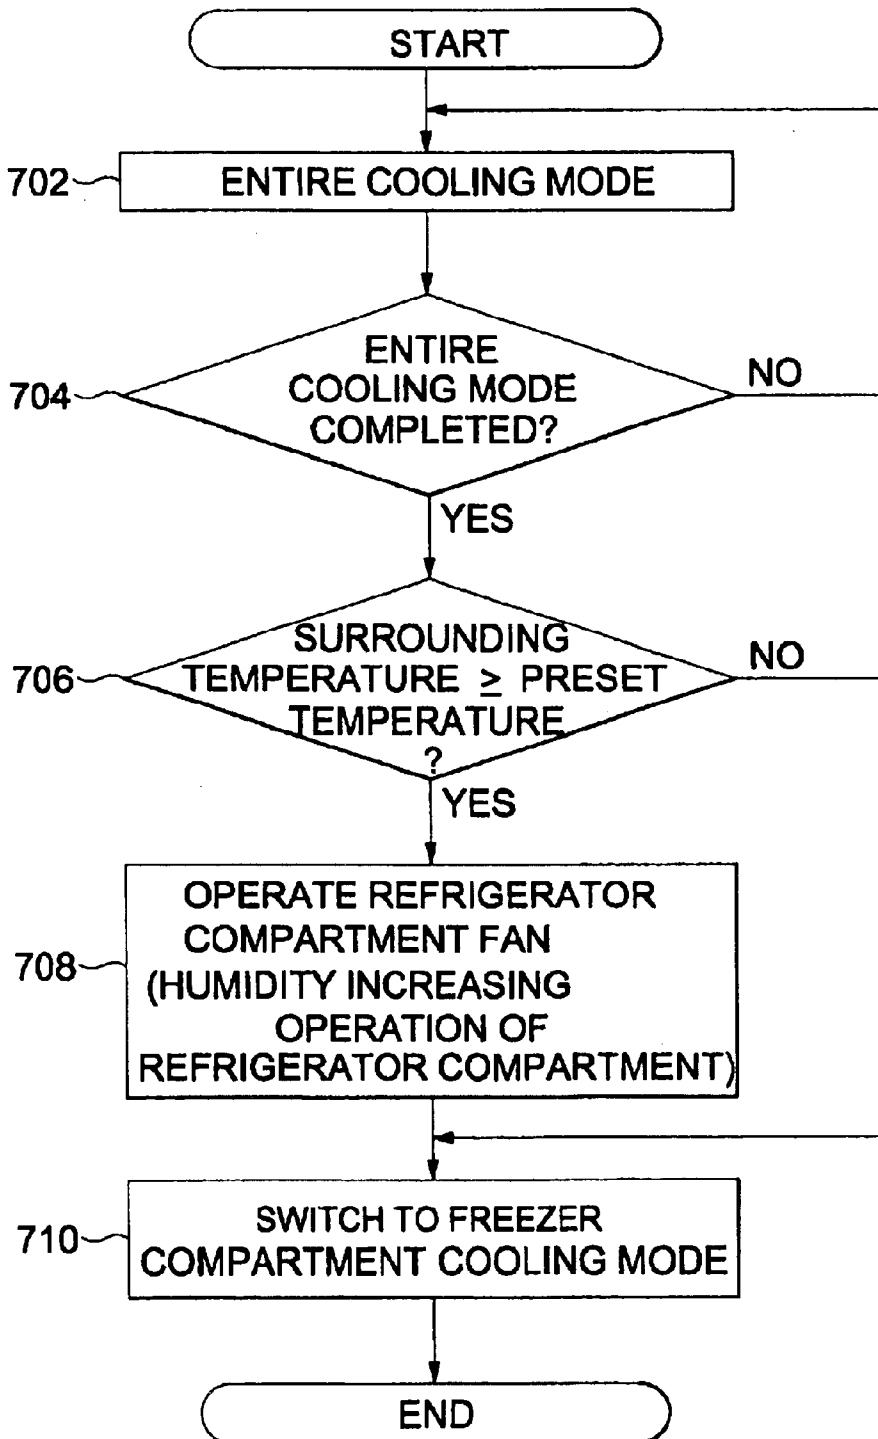 START
702
ENTIRE COOLING MODE
704
ENTIRE
COOLING MODE
COMPLETED?
NO
YES
706
SURROUNDING
TEMPERATURE ≥ PRESET
TEMPERATURE
?
NO
YES
708
OPERATE REFRIGERATOR
COMPARTMENT FAN
(HUMIDITY INCREASING
OPERATION OF
REFRIGERATOR COMPARTMENT)
710
SWITCH TO FREEZER
COMPARTMENT COOLING MODE
END